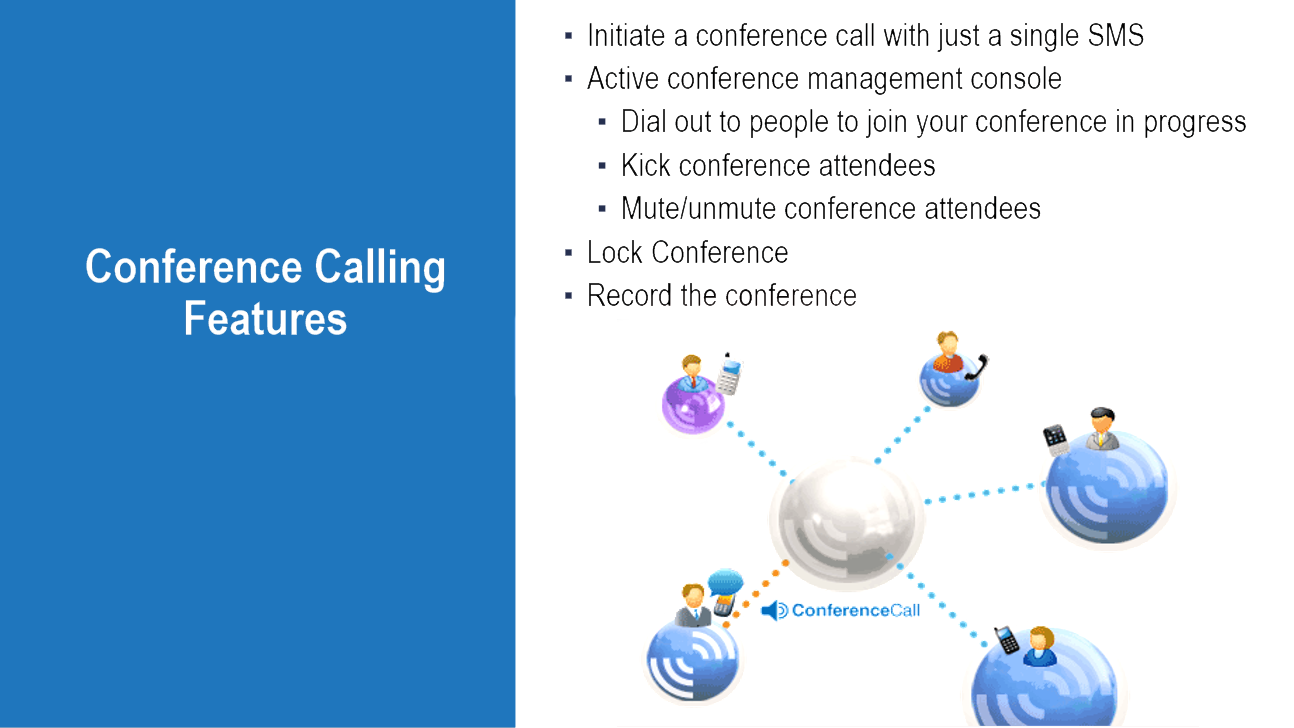 Conference Calling
Features
▪ Initiate a conference call with just a single SMS
▪ Active conference management console
▪ Dial out to people to join your conference in progress
▪ Kick conference attendees
▪ Mute/unmute conference attendees
▪ Lock Conference
▪ Record the conference
ConferenceCall